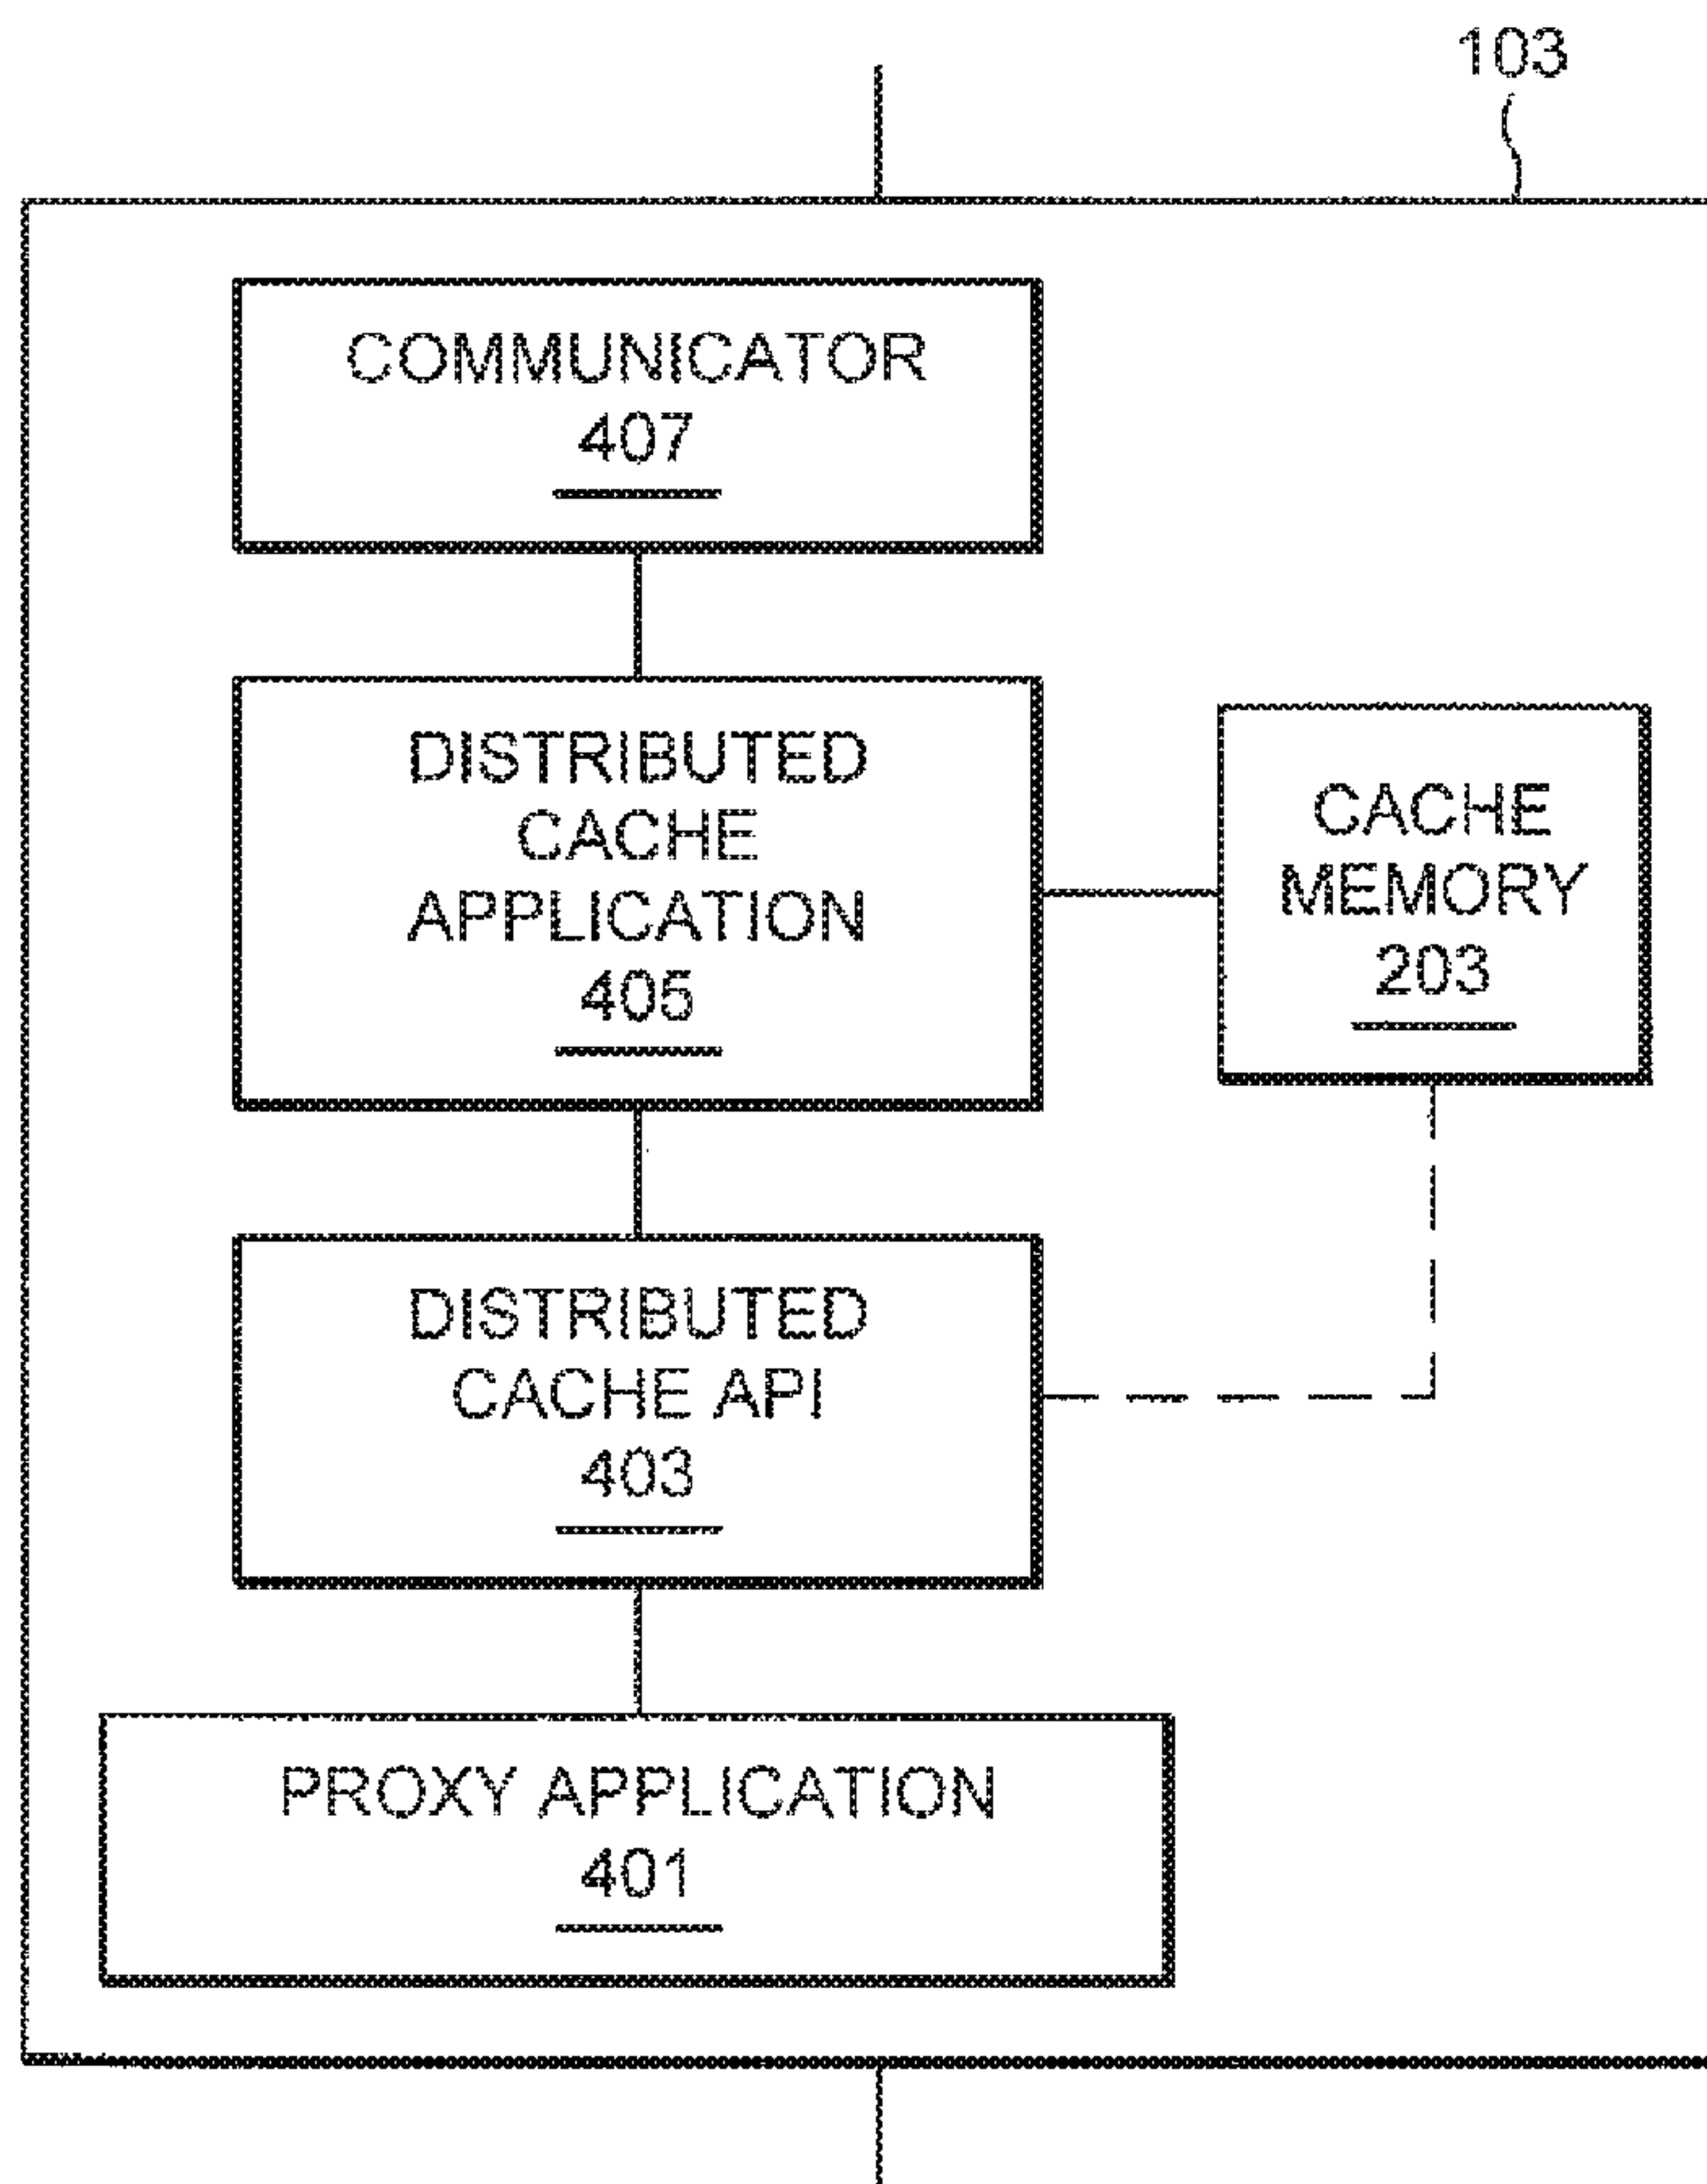 103
COMMUNICATOR
407
DISTRIBUTED
CACHE
APPLICATION
405
CACHE
MEMORY
203
DISTRIBUTED
CACHE API
403
PROXY APPLICATION
401